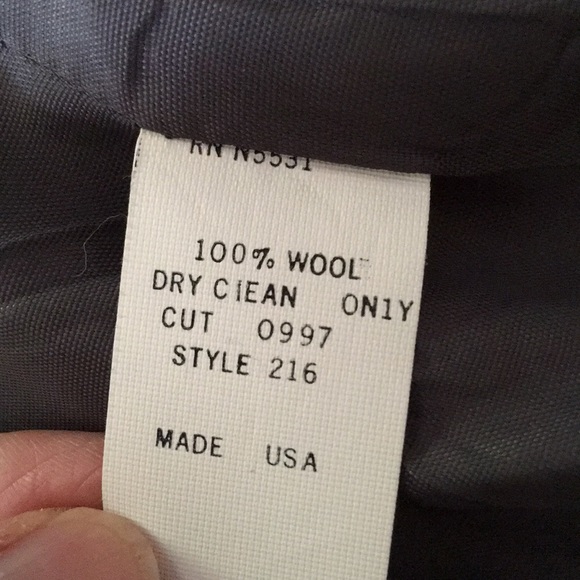 RN N5531
100% WOOL
DRY CIEAN ON1Y
CUT 0997
STYLE 216
MADE USA